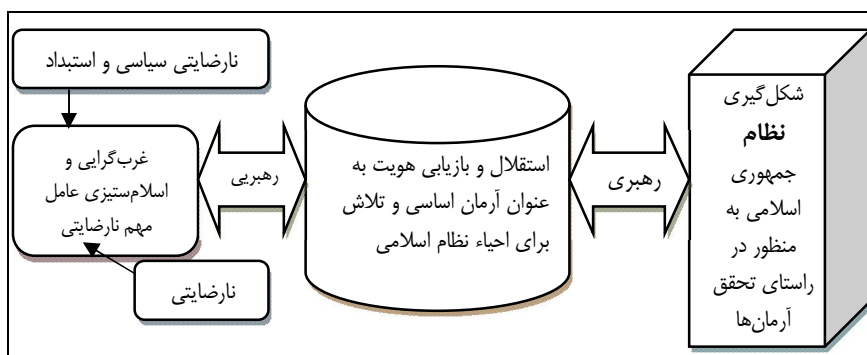 نارضایتی سیاسی و استبداد
غرب‌گرایی و
اسلام‌ستیزی عامل
مهم نارضایتی
نارضایتی
رهبریی
استقلال و بازیابی هویت به
عنوان آرمان اساسی و تلاش
برای احیاء نظام اسلامی
رهبری
شکل‌گیری
نظام
جمهوری
اسلامی به
منظور در
راستای تحقق
آرمان‌ها